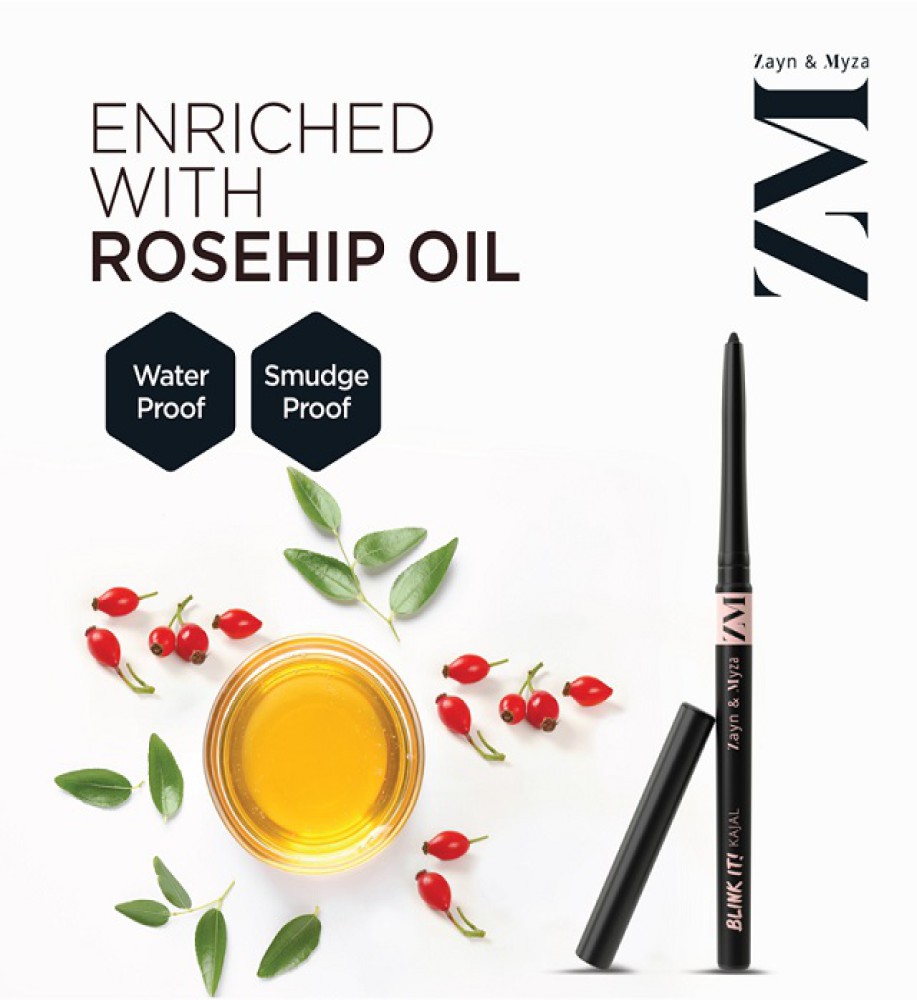 Zayn & Myza
ZM
ENRICHED
WITH
ROSEHIP OIL
Water
Proof
Smudge
Proof
ZM
Zayn & Myza
BLINK IT! KAJAL